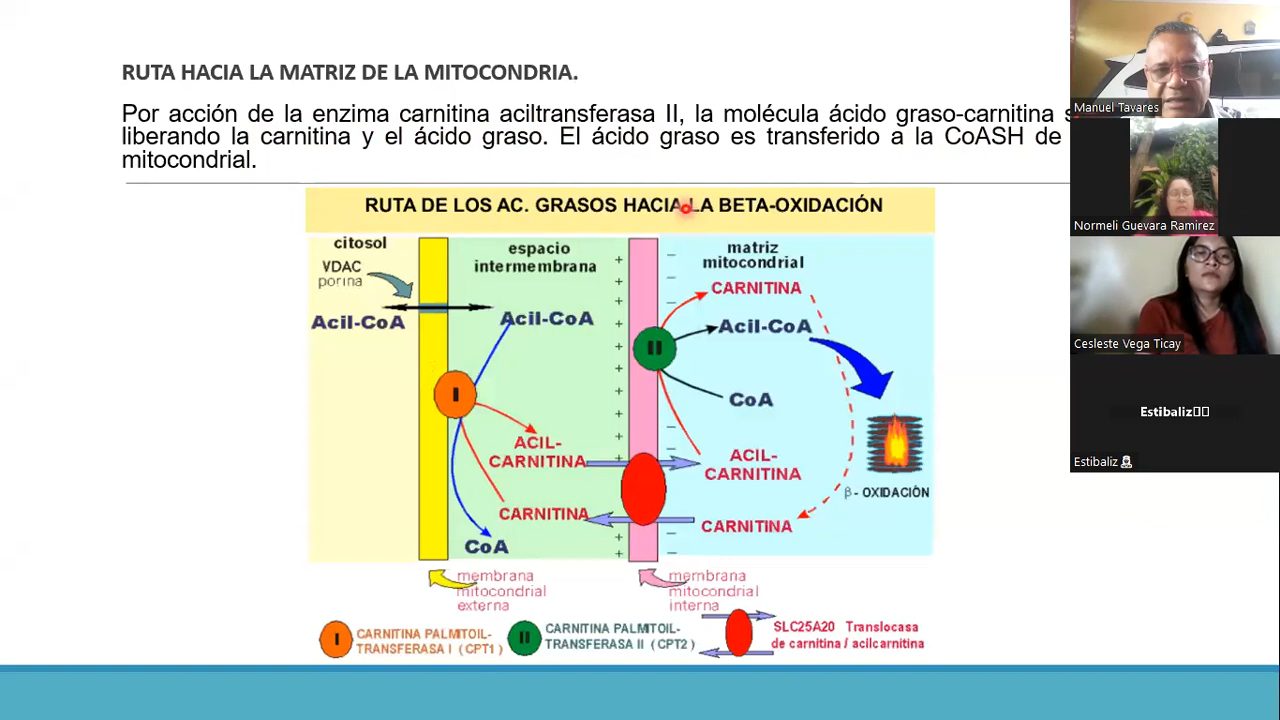 RUTA HACIA LA MATRIZ DE LA MITOCONDRIA.
Por acción de la enzima carnitina aciltransferasa II, la molécula ácido graso-carnitina
liberando la carnitina y el ácido graso. El ácido graso es transferido a la CoASH de
mitocondrial.
RUTA DE LOS AC. GRASOS HACIA LA BETA-OXIDACIÓN
citosol
VDAC
porina
Acil-CoA
espacio
intermembrana
Acil-CoA
I
ACIL-
CARNITINA
CARNITINA
CoA
matriz
mitocondrial
CARNITINA
Acil-CoA
II
CoA
ACIL-
CARNITINA
CARNITINA
β - OXIDACIÓN
+
+
+
+
+
+
+
+
+
+
+
−
−
−
−
−
−
−
−
−
−
−
membrana
mitocondrial
externa
membrana
mitocondrial
interna
I
CARNITINA PALMITOIL-
TRANSFERASA I (CPT1)
II
CARNITINA PALMITOIL-
TRANSFERASA II (CPT2)
SLC25A20 Translocasa
de carnitina / acilcarnitina
Manuel Tavares
Normeli Guevara Ramirez
Cesleste Vega Ticay
Estibaliz
Estibaliz